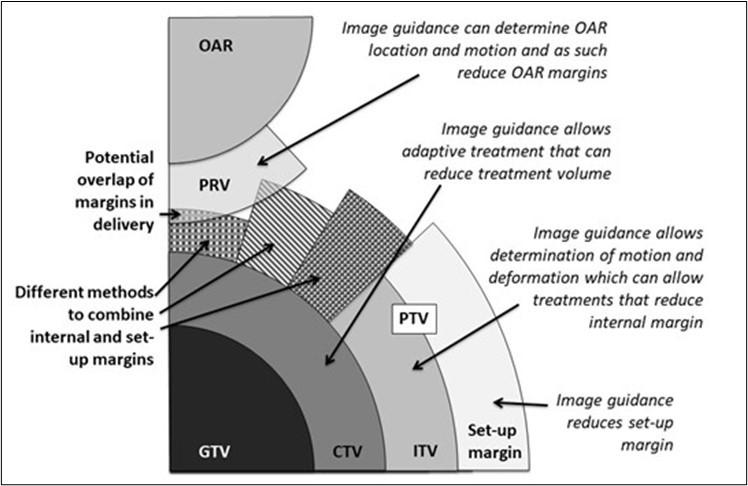 OAR
Image guidance can determine OAR
location and motion and as such
reduce OAR margins
Potential
overlap of
margins in
delivery
PRV
Image guidance allows
adaptive treatment that can
reduce treatment volume
Image guidance allows
determination of motion and
deformation which can allow
treatments that reduce
internal margin
Different methods
to combine
internal and set-
up margins
PTV
Image guidance
reduces set-up
margin
GTV
CTV
ITV
Set-up
margin